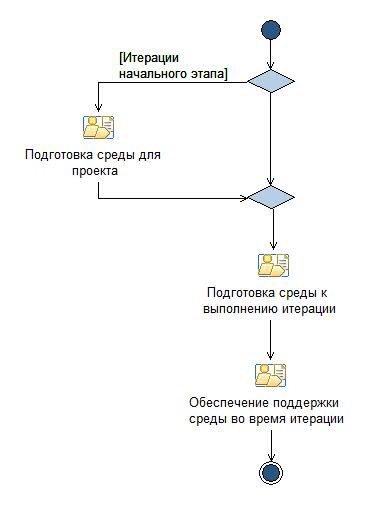 [Итерации
начального этапа]
Подготовка среды для
проекта
Подготовка среды к
выполнению итерации
Обеспечение поддержки
среды во время итерации